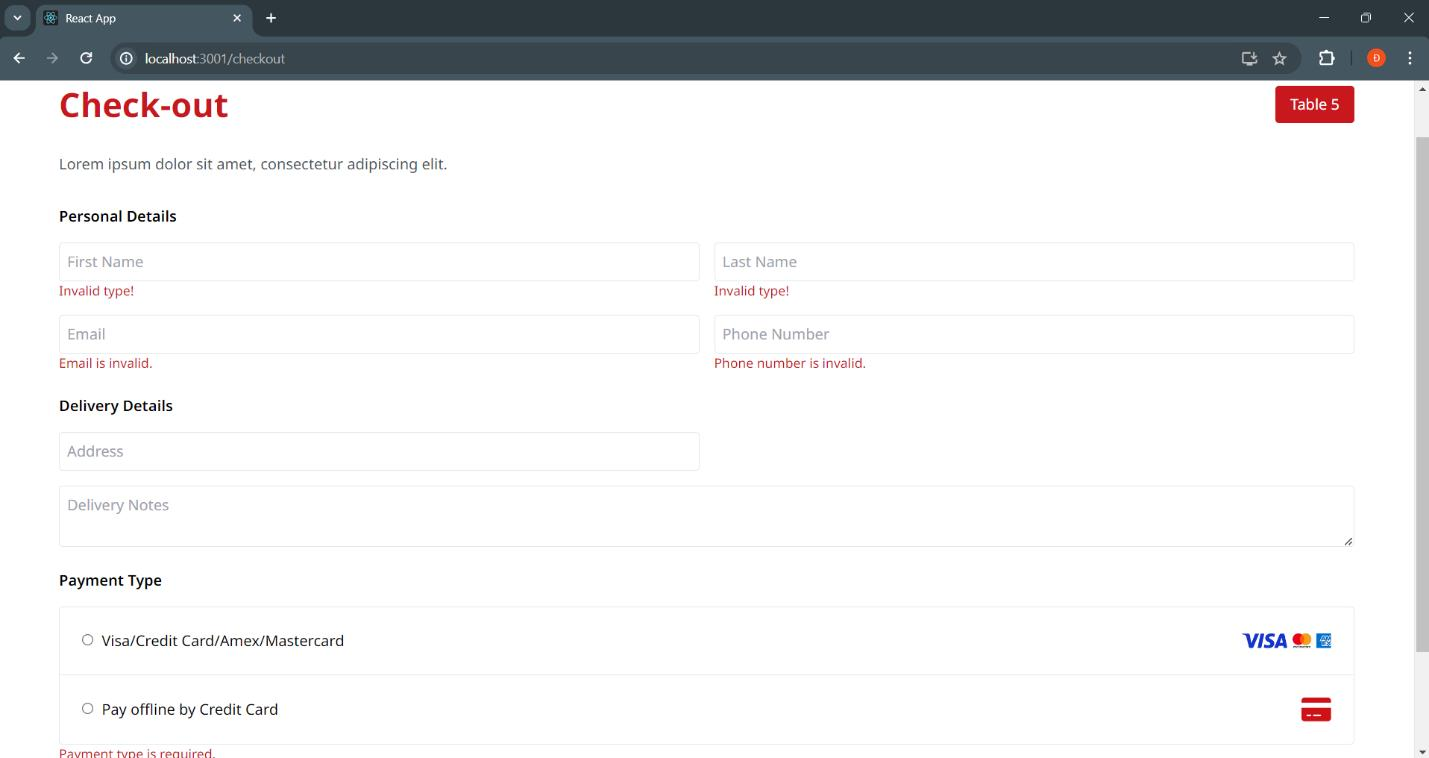 React App
localhost:3001/checkout
Đ
Check-out
Table 5
Lorem ipsum dolor sit amet, consectetur adipiscing elit.
Personal Details
First Name
Last Name
Invalid type!
Invalid type!
Email
Phone Number
Email is invalid.
Phone number is invalid.
Delivery Details
Address
Delivery Notes
Payment Type
Visa/Credit Card/Amex/Mastercard
VISA
Pay offline by Credit Card
Payment type is required.